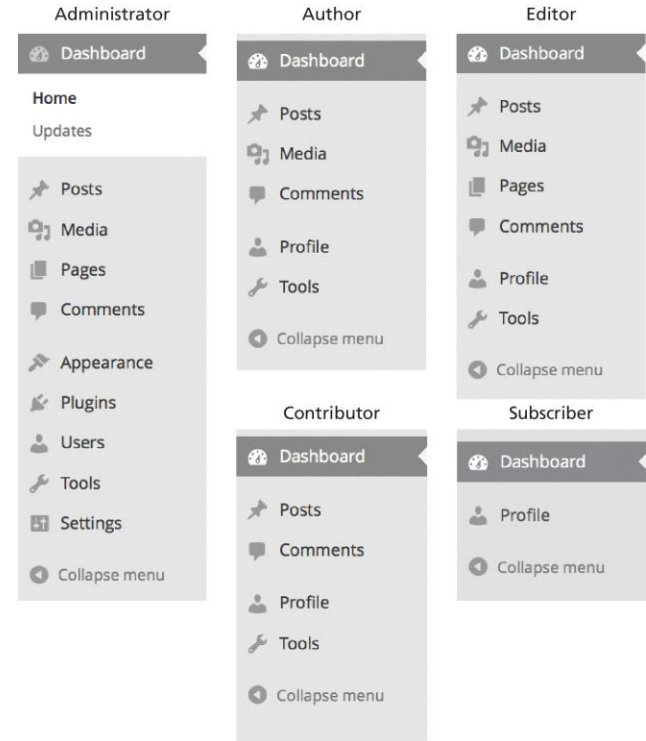 Administrator
Dashboard
Home
Updates
Posts
Media
Pages
Comments
Appearance
Plugins
Users
Tools
Settings
Collapse menu
Author
Dashboard
Posts
Media
Comments
Profile
Tools
Collapse menu
Editor
Dashboard
Posts
Media
Pages
Comments
Profile
Tools
Collapse menu
Contributor
Dashboard
Posts
Comments
Profile
Tools
Collapse menu
Subscriber
Dashboard
Profile
Collapse menu